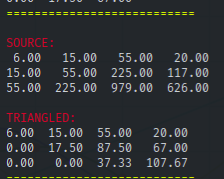 ===========================
SOURCE:
6.00 15.00 55.00 20.00
15.00 55.00 225.00 117.00
55.00 225.00 979.00 626.00
TRIANGLED:
6.00 15.00 55.00 20.00
0.00 17.50 87.50 67.00
0.00 0.00 37.33 107.67
===========================